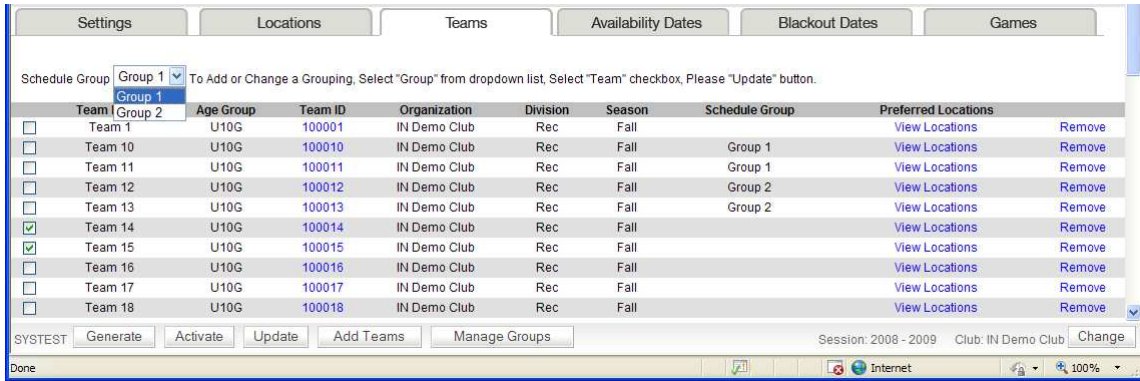 Settings Locations Teams Availability Dates Blackout Dates Games
Schedule Group Group 1 To Add or Change a Grouping, Select "Group" from dropdown list, Select "Team" checkbox, Please "Update" button.
Group 1
Group 2
Team Age Group Team ID Organization Division Season Schedule Group Preferred Locations
Team 1 U10G 100001 IN Demo Club Rec Fall View Locations Remove
Team 10 U10G 100010 IN Demo Club Rec Fall Group 1 View Locations Remove
Team 11 U10G 100011 IN Demo Club Rec Fall Group 1 View Locations Remove
Team 12 U10G 100012 IN Demo Club Rec Fall Group 2 View Locations Remove
Team 13 U10G 100013 IN Demo Club Rec Fall Group 2 View Locations Remove
Team 14 U10G 100014 IN Demo Club Rec Fall View Locations Remove
Team 15 U10G 100015 IN Demo Club Rec Fall View Locations Remove
Team 16 U10G 100016 IN Demo Club Rec Fall View Locations Remove
Team 17 U10G 100017 IN Demo Club Rec Fall View Locations Remove
Team 18 U10G 100018 IN Demo Club Rec Fall View Locations Remove
SYSTEST Generate Activate Update Add Teams Manage Groups Session: 2008 - 2009 Club: IN Demo Club Change
Done Internet 100%